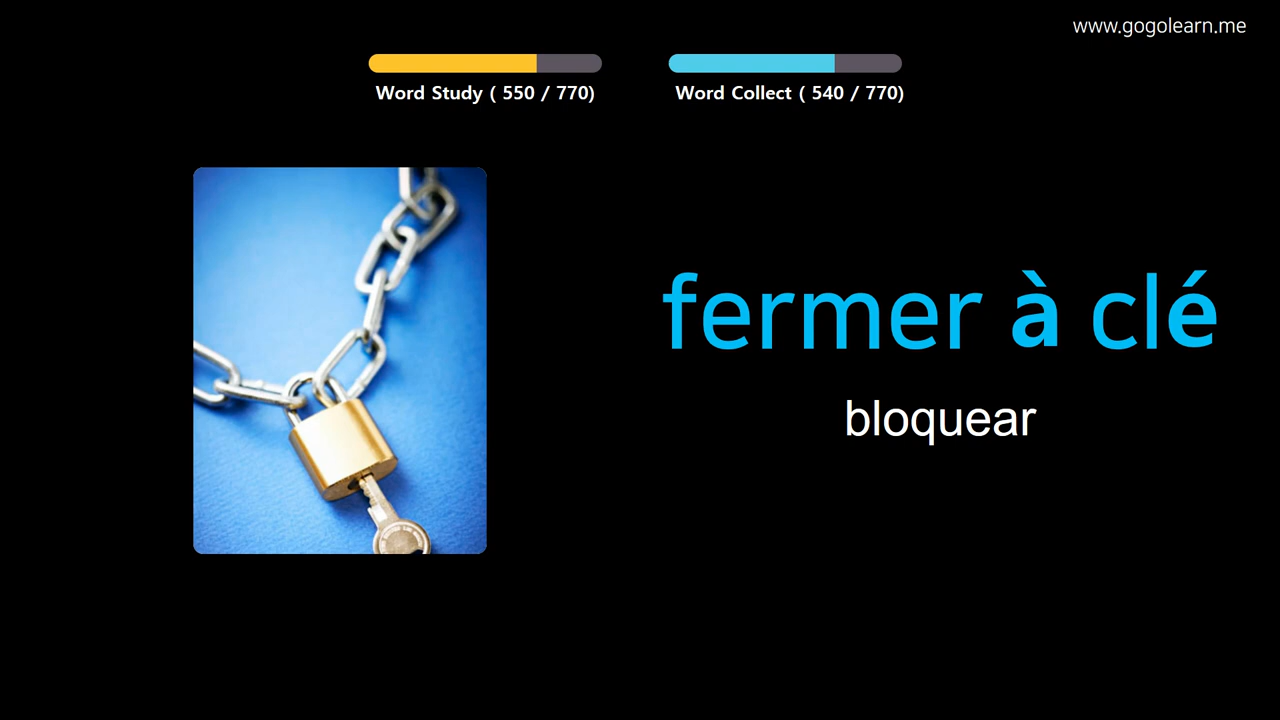 www.gogolearn.me
Word Study ( 550 / 770)
Word Collect ( 540 / 770)
fermer à clé
bloquear